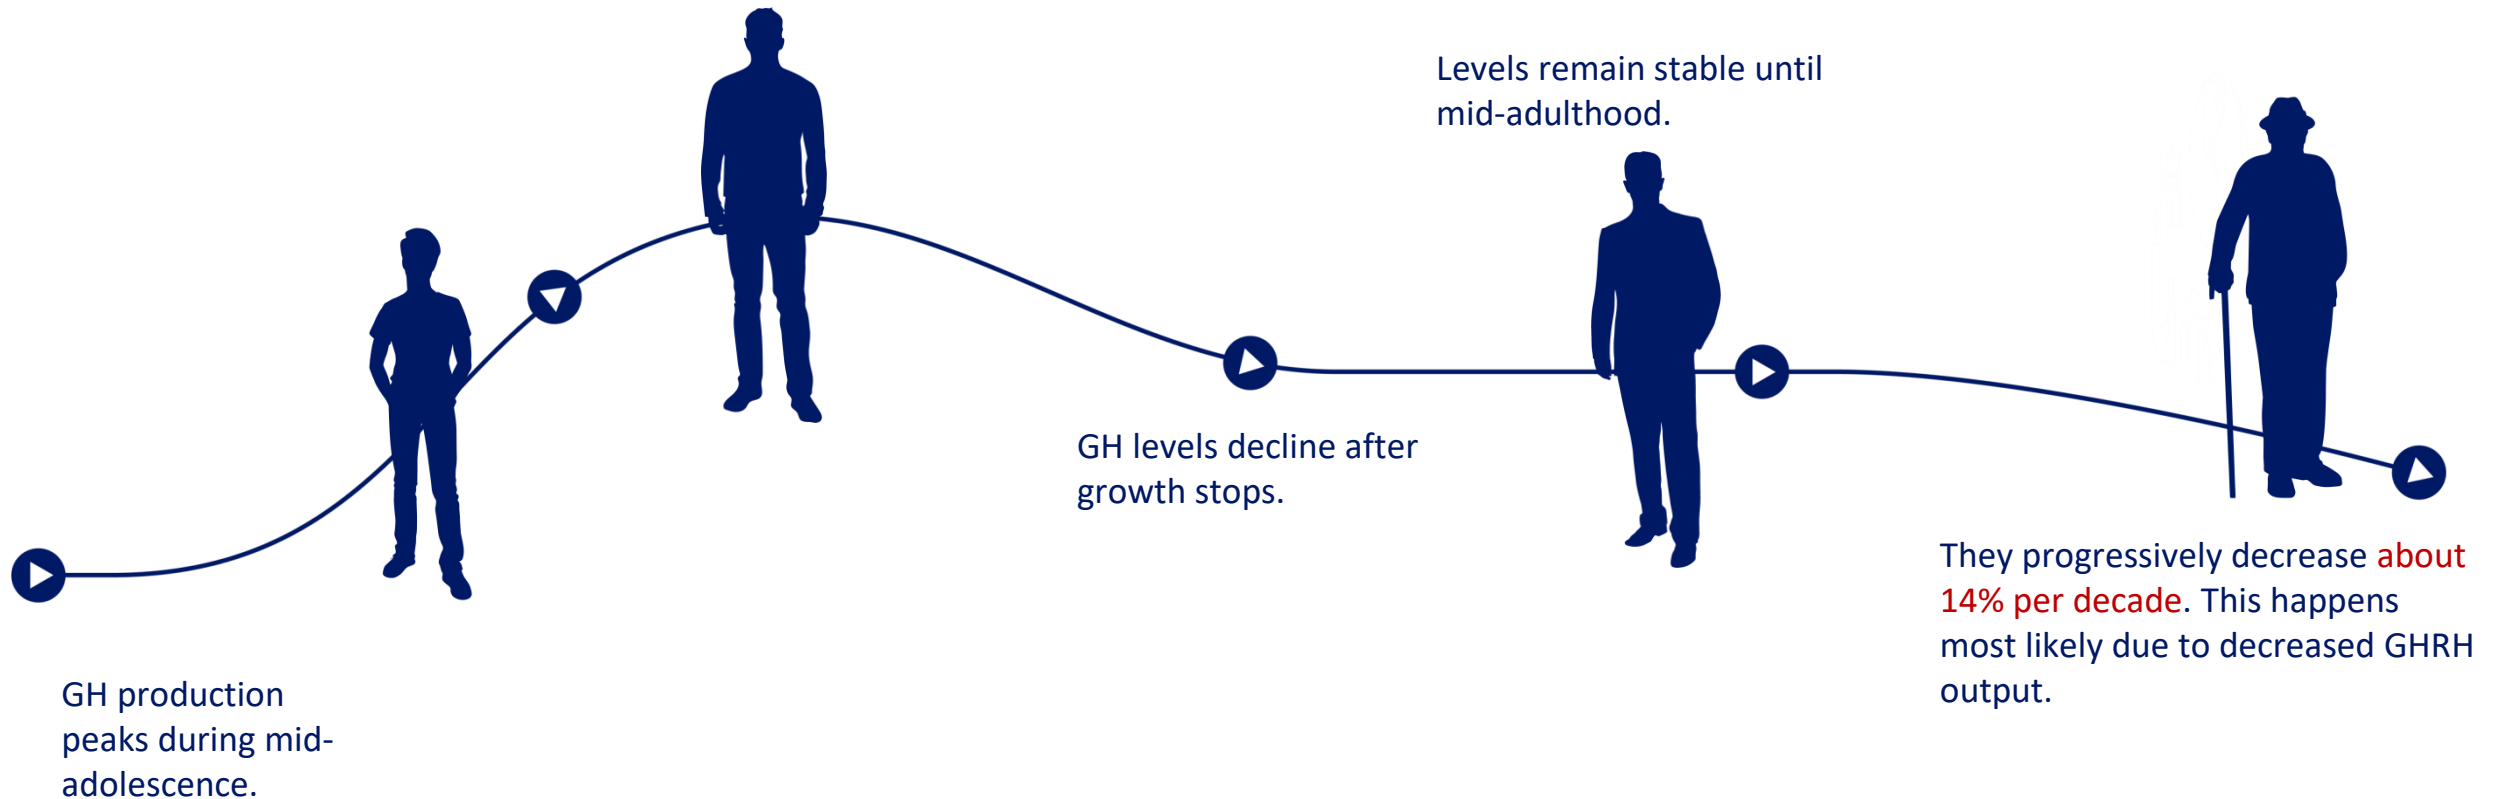 GH production
peaks during mid-
adolescence.
GH levels decline after
growth stops.
Levels remain stable until
mid-adulthood.
They progressively decrease about
14% per decade. This happens
most likely due to decreased GHRH
output.